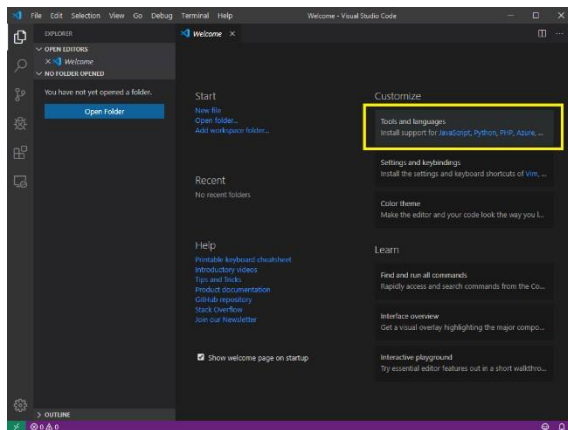 File Edit Selection View Go Debug Terminal Help
Welcome - Visual Studio Code
EXPLORER
OPEN EDITORS
Welcome
NO FOLDER OPENED
You have not yet opened a folder.
Open Folder
OUTLINE
Welcome
Start
New file
Open folder...
Add workspace folder...
Recent
No recent folders
Help
Printable keyboard cheatsheet
Introductory videos
Tips and Tricks
Product documentation
GitHub repository
Stack Overflow
Join our Newsletter
Show welcome page on startup
Customize
Tools and languages
Install support for JavaScript, Python, PHP, Azure, ...
Settings and keybindings
Install the settings and keyboard shortcuts of Vim, ...
Color theme
Make the editor and your code look the way you l...
Learn
Find and run all commands
Rapidly access and search commands from the Co...
Interface overview
Get a visual overlay highlighting the major compo...
Interactive playground
Try essential editor features out in a short walkthro...
0 0